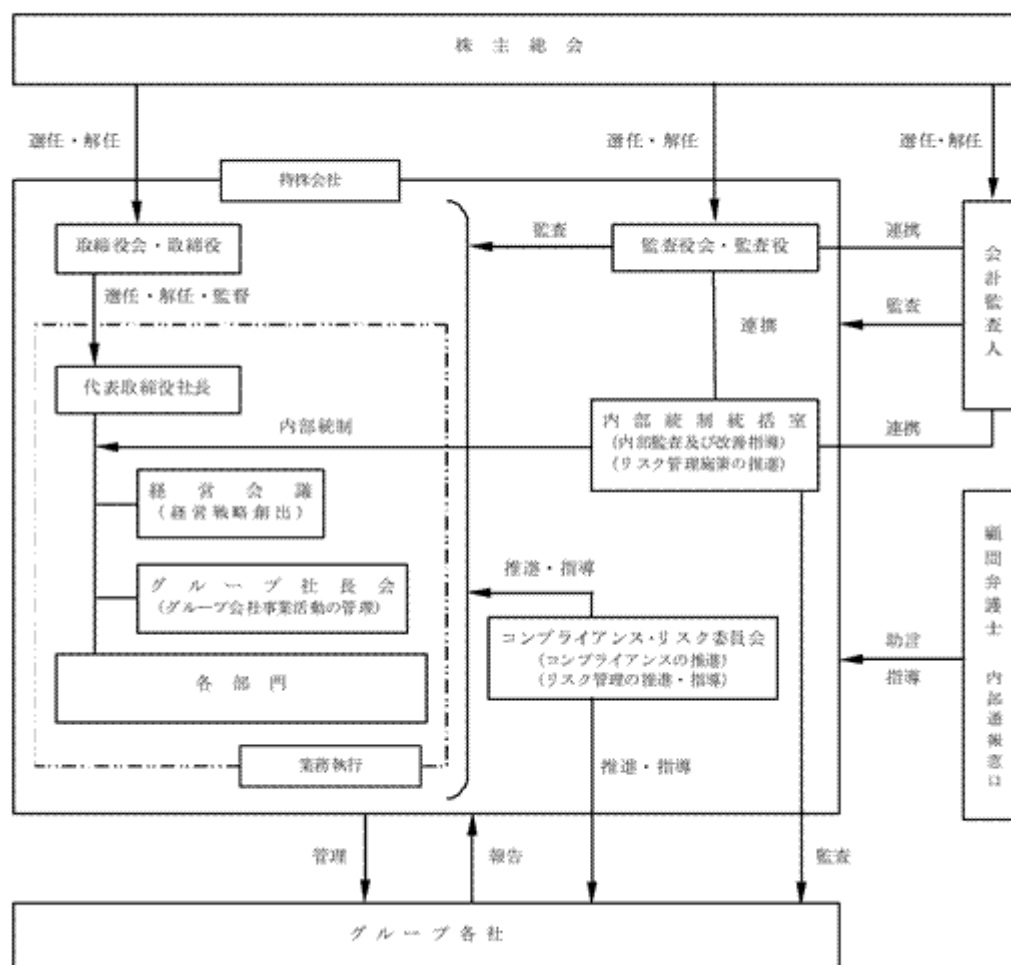 株主総会
選任・解任
選任・解任
選任・解任
持株会社
取締役会・取締役
監査
監査役会・監査役
連携
会計監査人
選任・解任・監督
連携
監査
代表取締役社長
内部統制
内部統制統括室
(内部監査及び改善指導)
(リスク管理施策の推進)
連携
経営会議
(経営戦略創出)
グループ社長会
(グループ会社事業活動の管理)
推進・指導
コンプライアンス・リスク委員会
(コンプライアンスの推進)
(リスク管理の推進・指導)
顧問弁護士 内部通報窓口
助言
指導
各部門
業務執行
推進・指導
管理
報告
監査
グループ各社